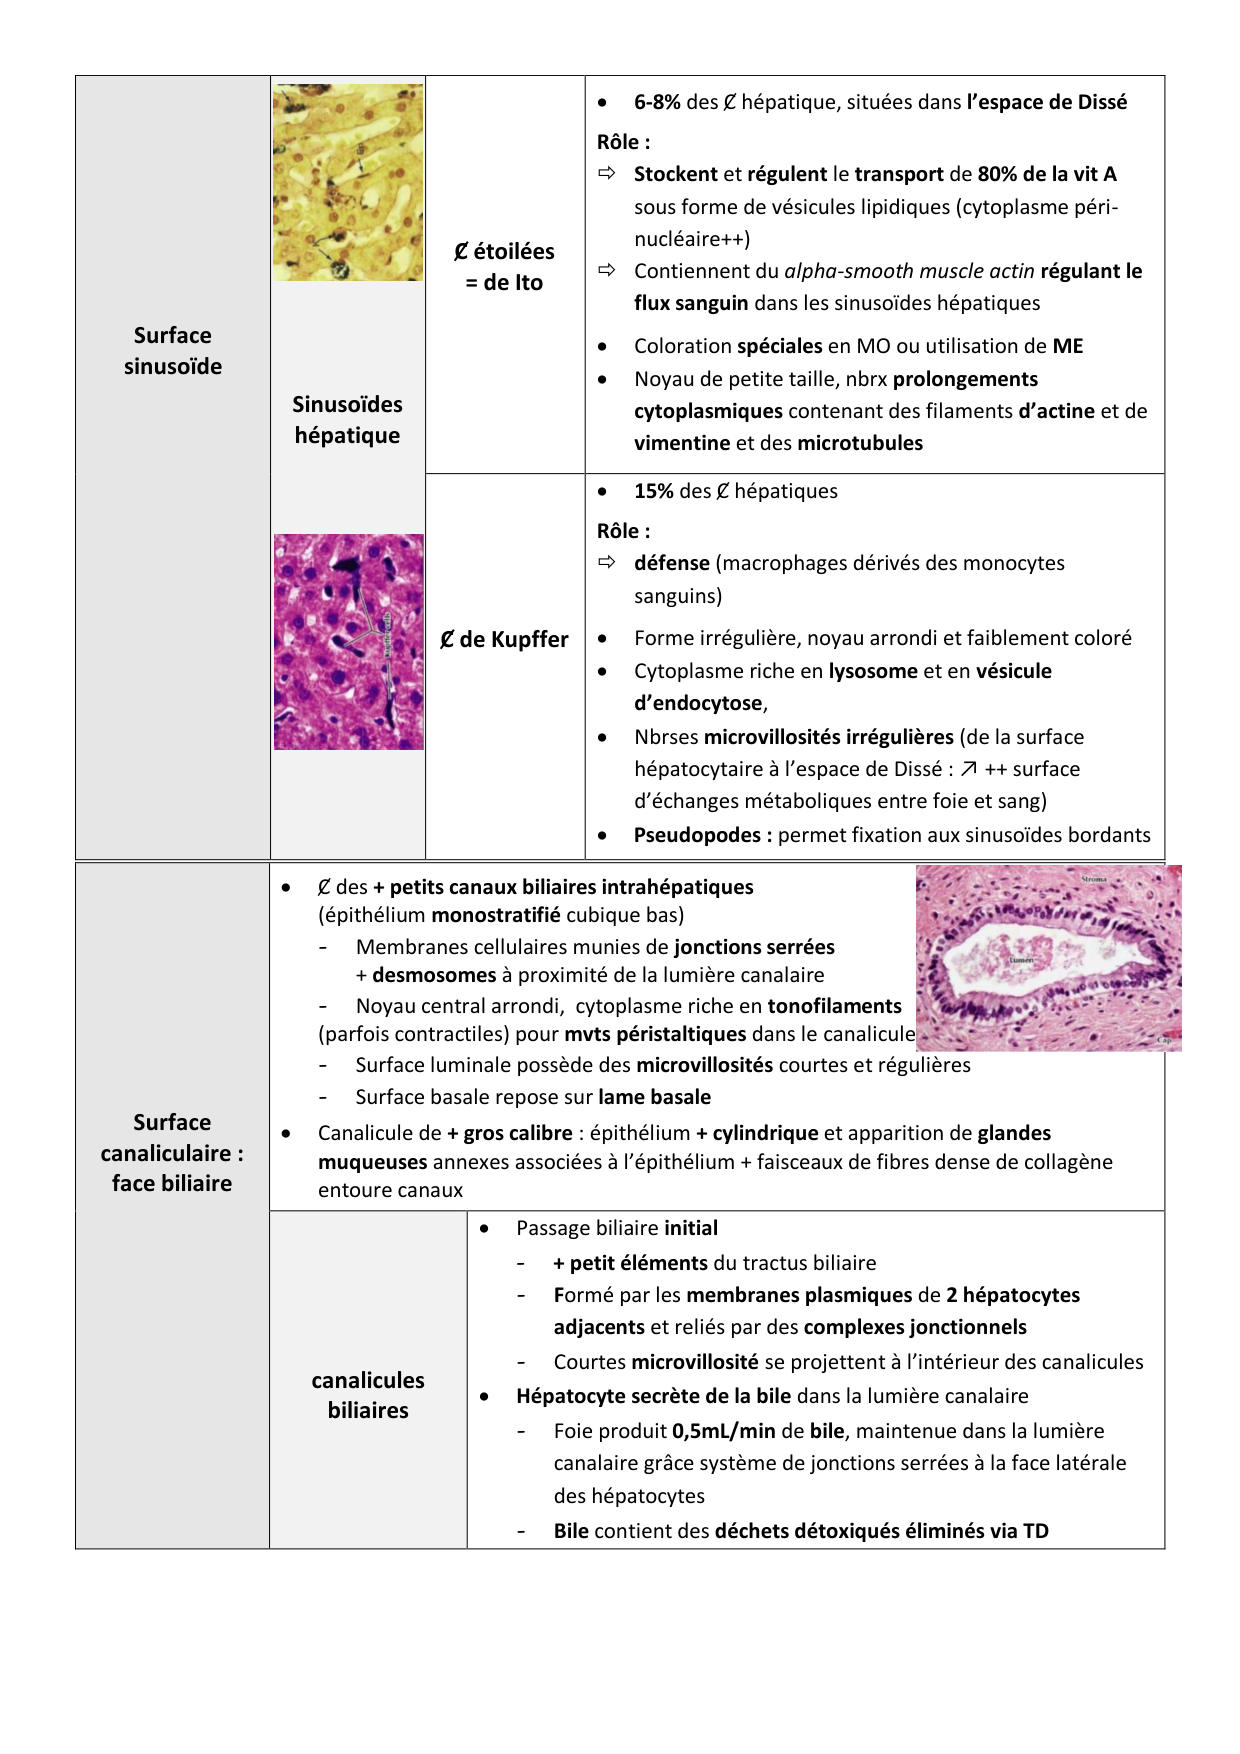 Surface
sinusoïde
Sinusoïdes
hépatique
Ȼ étoilées
= de Ito
• 6-8% des Ȼ hépatique, situées dans l’espace de Dissé
Rôle :
⇨ Stockent et régulent le transport de 80% de la vit A
sous forme de vésicules lipidiques (cytoplasme péri-
nucléaire++)
⇨ Contiennent du alpha-smooth muscle actin régulant le
flux sanguin dans les sinusoïdes hépatiques
• Coloration spéciales en MO ou utilisation de ME
• Noyau de petite taille, nbrx prolongements
cytoplasmiques contenant des filaments d’actine et de
vimentine et des microtubules
Ȼ de Kupffer
• 15% des Ȼ hépatiques
Rôle :
⇨ défense (macrophages dérivés des monocytes
sanguins)
• Forme irrégulière, noyau arrondi et faiblement coloré
• Cytoplasme riche en lysosome et en vésicule
d’endocytose,
• Nbrses microvillosités irrégulières (de la surface
hépatocytaire à l’espace de Dissé : ↗ ++ surface
d’échanges métaboliques entre foie et sang)
• Pseudopodes : permet fixation aux sinusoïdes bordants
Surface
canaliculaire :
face biliaire
• Ȼ des + petits canaux biliaires intrahépatiques
(épithélium monostratifié cubique bas)
- Membranes cellulaires munies de jonctions serrées
+ desmosomes à proximité de la lumière canalaire
- Noyau central arrondi, cytoplasme riche en tonofilaments
(parfois contractiles) pour mvts péristaltiques dans le canalicule
- Surface luminale possède des microvillosités courtes et régulières
- Surface basale repose sur lame basale
Stroma
Lumen
Cap
• Canalicule de + gros calibre : épithélium + cylindrique et apparition de glandes
muqueuses annexes associées à l’épithélium + faisceaux de fibres dense de collagène
entoure canaux
canalicules
biliaires
• Passage biliaire initial
- + petit éléments du tractus biliaire
- Formé par les membranes plasmiques de 2 hépatocytes
adjacents et reliés par des complexes jonctionnels
- Courtes microvillosité se projettent à l’intérieur des canalicules
• Hépatocyte secrète de la bile dans la lumière canalaire
- Foie produit 0,5mL/min de bile, maintenue dans la lumière
canalaire grâce système de jonctions serrées à la face latérale
des hépatocytes
- Bile contient des déchets détoxiqués éliminés via TD